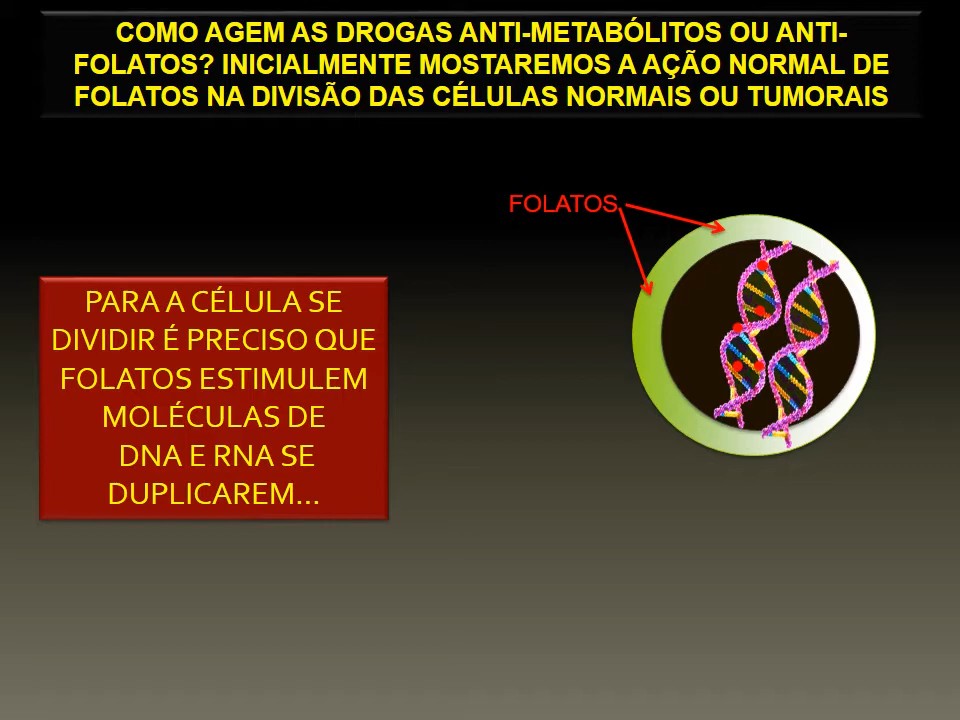 COMO AGEM AS DROGAS ANTI-METABÓLITOS OU ANTI-
FOLATOS? INICIALMENTE MOSTAREMOS A AÇÃO NORMAL DE
FOLATOS NA DIVISÃO DAS CÉLULAS NORMAIS OU TUMORAIS
FOLATOS
PARA A CÉLULA SE
DIVIDIR É PRECISO QUE
FOLATOS ESTIMULEM
MOLÉCULAS DE
DNA E RNA SE
DUPLICAREM...